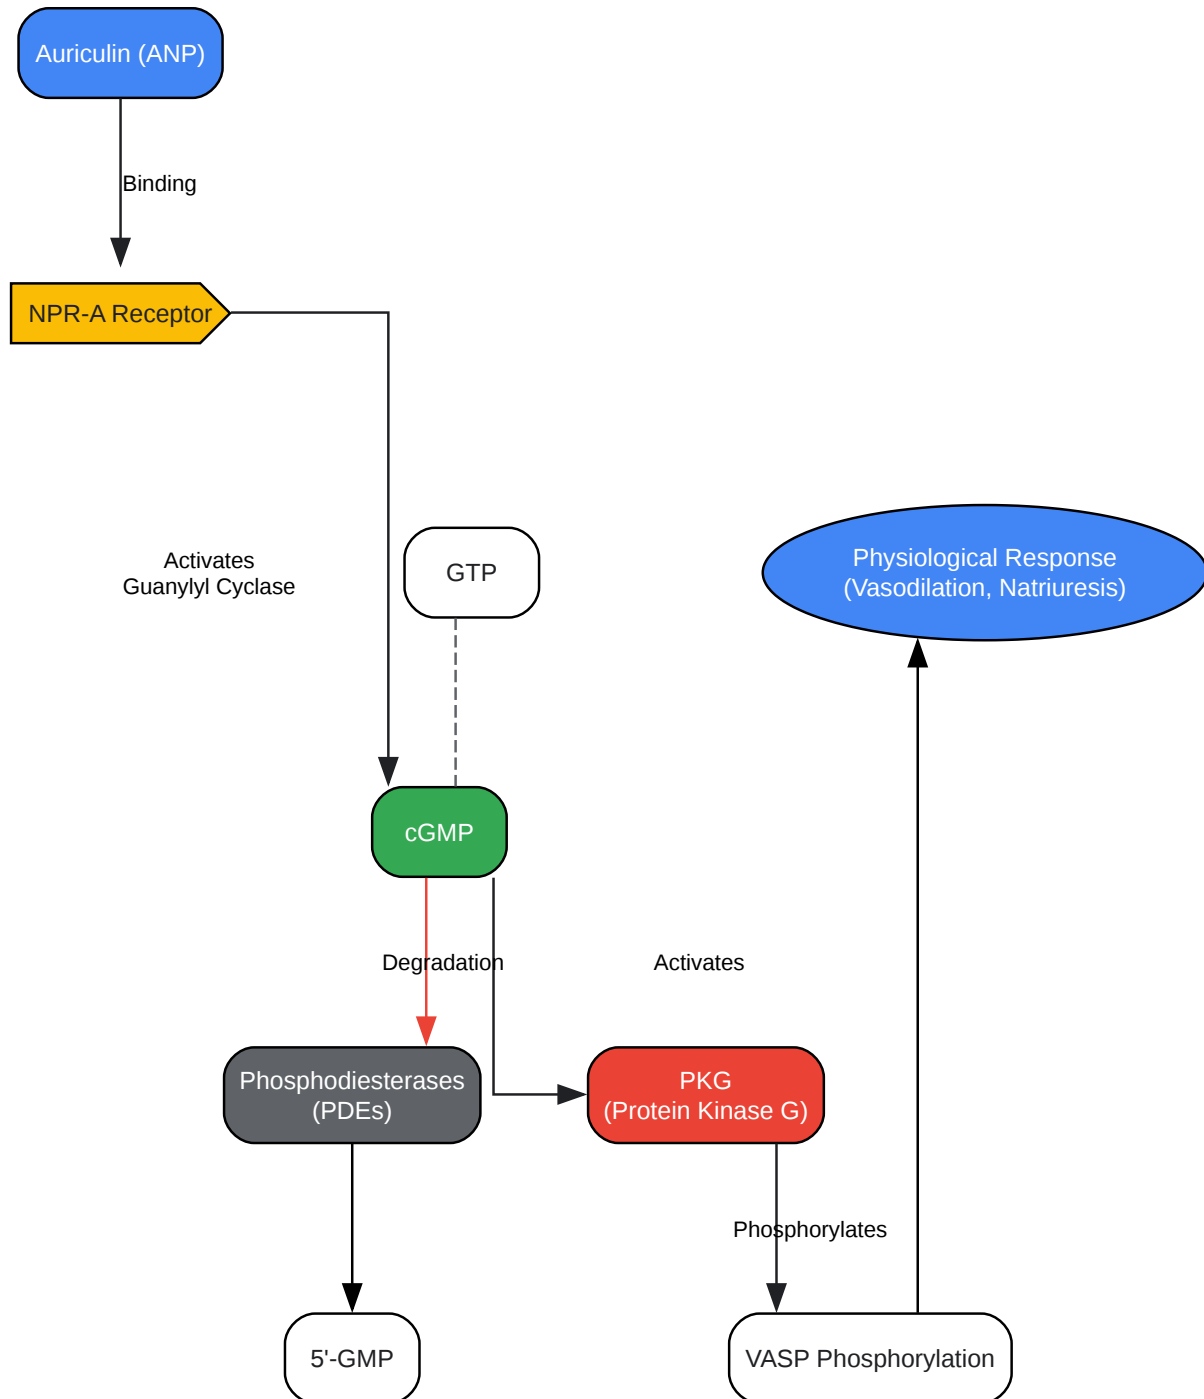 Auriculin (ANP)
Binding
NPR-A Receptor
Activates
Guanylyl Cyclase
GTP
Physiological Response
(Vasodilation, Natriuresis)
cGMP
Degradation
Activates
Phosphodiesterases
(PDEs)
PKG
(Protein Kinase G)
Phosphorylates
5'-GMP
VASP Phosphorylation